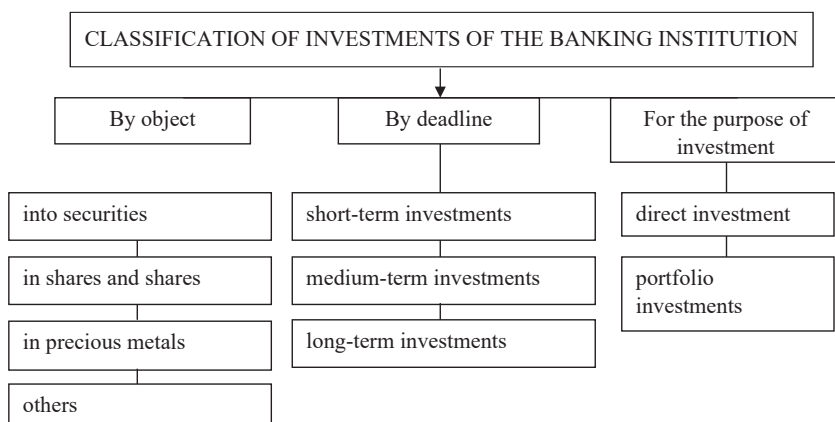 CLASSIFICATION OF INVESTMENTS OF THE BANKING INSTITUTION
By object
By deadline
For the purpose of
investment
into securities
in shares and shares
in precious metals
others
short-term investments
medium-term investments
long-term investments
direct investment
portfolio
investments